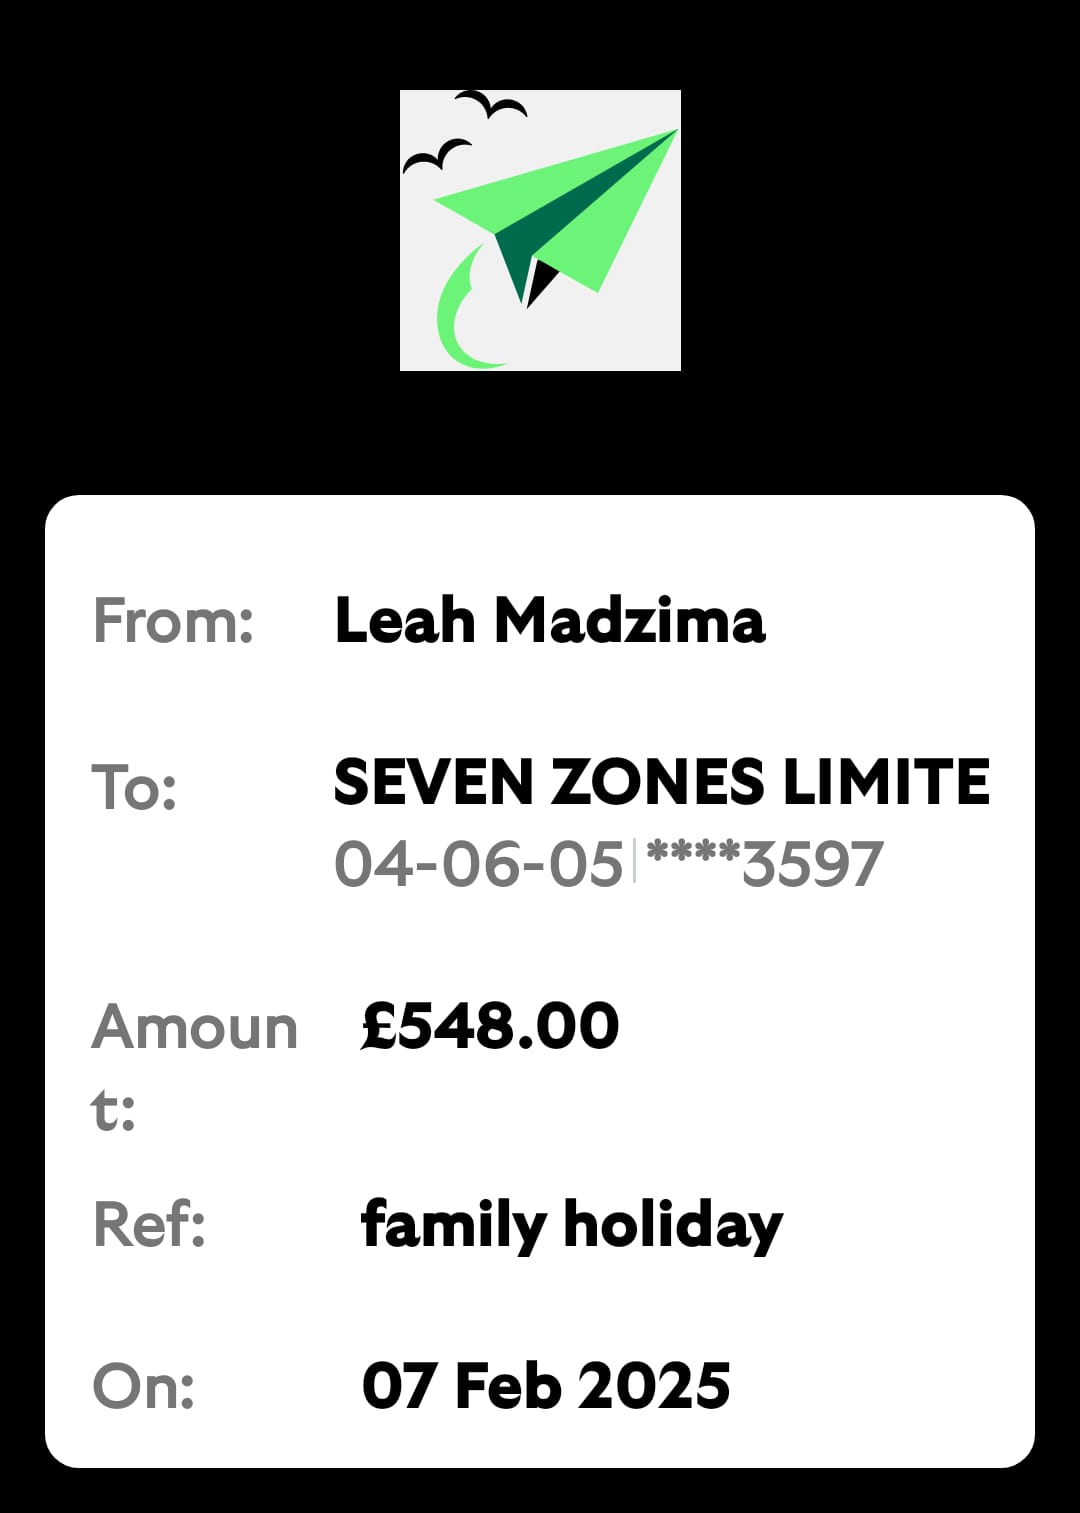 From: Leah Madzima
To: SEVEN ZONES LIMITE
04-06-05|****3597
Amoun £548.00
t:
Ref: family holiday
On: 07 Feb 2025